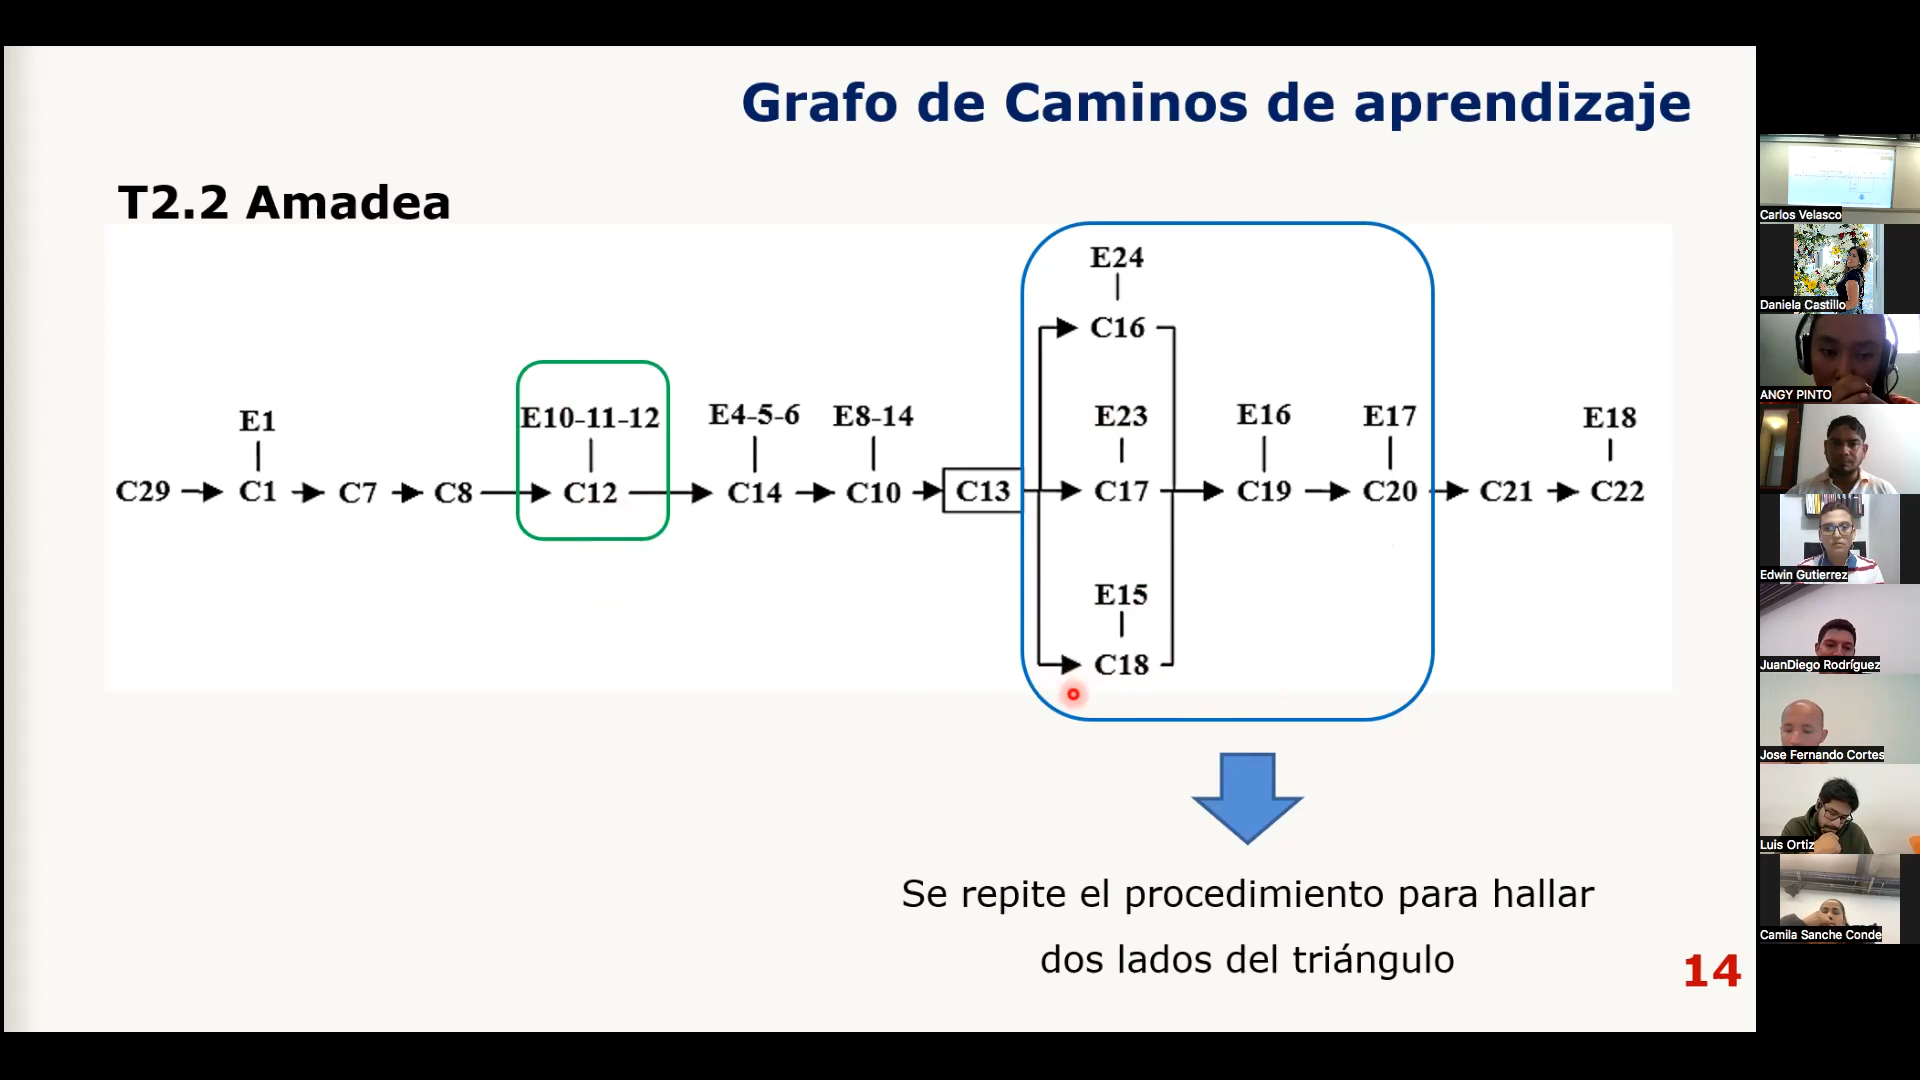 Grafo de Caminos de aprendizaje
T2.2 Amadea
E24
C16
E1
E10-11-12
E4-5-6
E8-14
E23
E16
E17
E18
C29
C1
C7
C8
C12
C14
C10
C13
C17
C19
C20
C21
C22
E15
C18
Se repite el procedimiento para hallar
dos lados del triángulo
14
Carlos Velasco
Daniela Castillo
ANGY PINTO
Edwin Gutierrez
JuanDiego Rodríguez
Jose Fernando Cortes
Luis Ortiz
Camila Sanche Conde